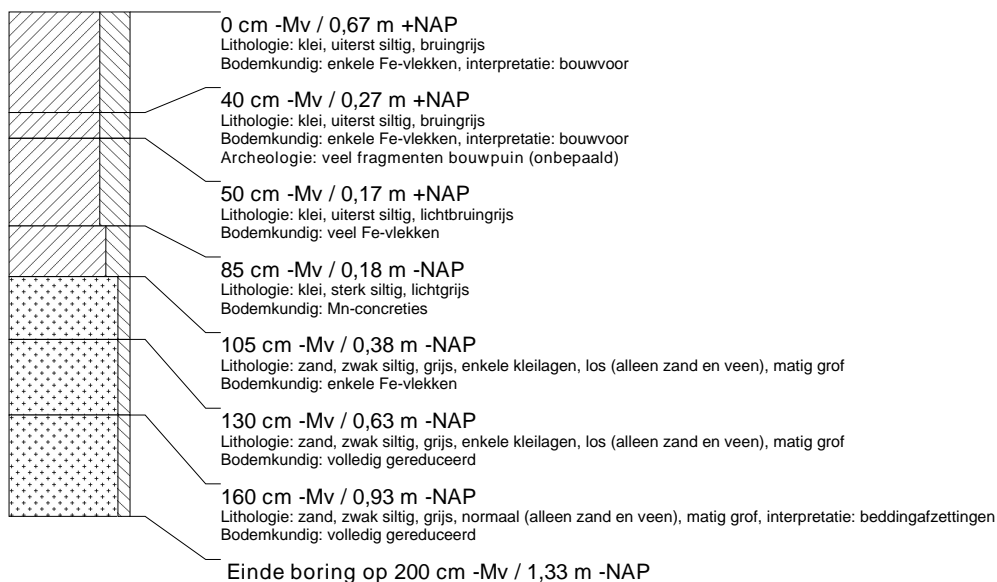 0 cm -Mv / 0,67 m +NAP
Lithologie: klei, uiterst siltig, bruingrijs
Bodemkundig: enkele Fe-vlekken, interpretatie: bouwvoor
40 cm -Mv / 0,27 m +NAP
Lithologie: klei, uiterst siltig, bruingrijs
Bodemkundig: enkele Fe-vlekken, interpretatie: bouwvoor
Archeologie: veel fragmenten bouwpuin (onbepaald)
50 cm -Mv / 0,17 m +NAP
Lithologie: klei, uiterst siltig, lichtbruingrijs
Bodemkundig: veel Fe-vlekken
85 cm -Mv / 0,18 m -NAP
Lithologie: klei, sterk siltig, lichtgrijs
Bodemkundig: Mn-concreties
105 cm -Mv / 0,38 m -NAP
Lithologie: zand, zwak siltig, grijs, enkele kleilagen, los (alleen zand en veen), matig grof
Bodemkundig: enkele Fe-vlekken
130 cm -Mv / 0,63 m -NAP
Lithologie: zand, zwak siltig, grijs, enkele kleilagen, los (alleen zand en veen), matig grof
Bodemkundig: volledig gereduceerd
160 cm -Mv / 0,93 m -NAP
Lithologie: zand, zwak siltig, grijs, normaal (alleen zand en veen), matig grof, interpretatie: beddingafzettingen
Bodemkundig: volledig gereduceerd
Einde boring op 200 cm -Mv / 1,33 m -NAP